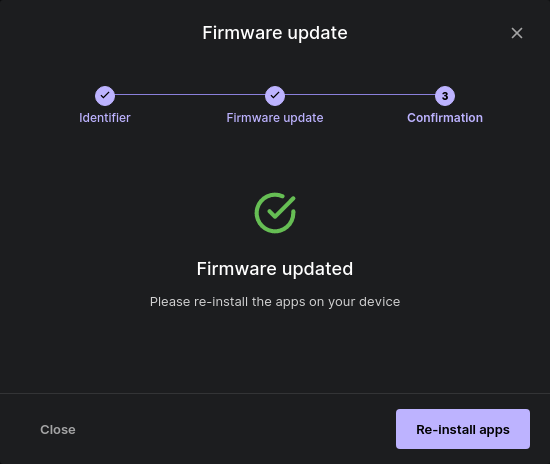 Firmware update
3
Identifier
Firmware update
Confirmation
Firmware updated
Please re-install the apps on your device
Close
Re-install apps